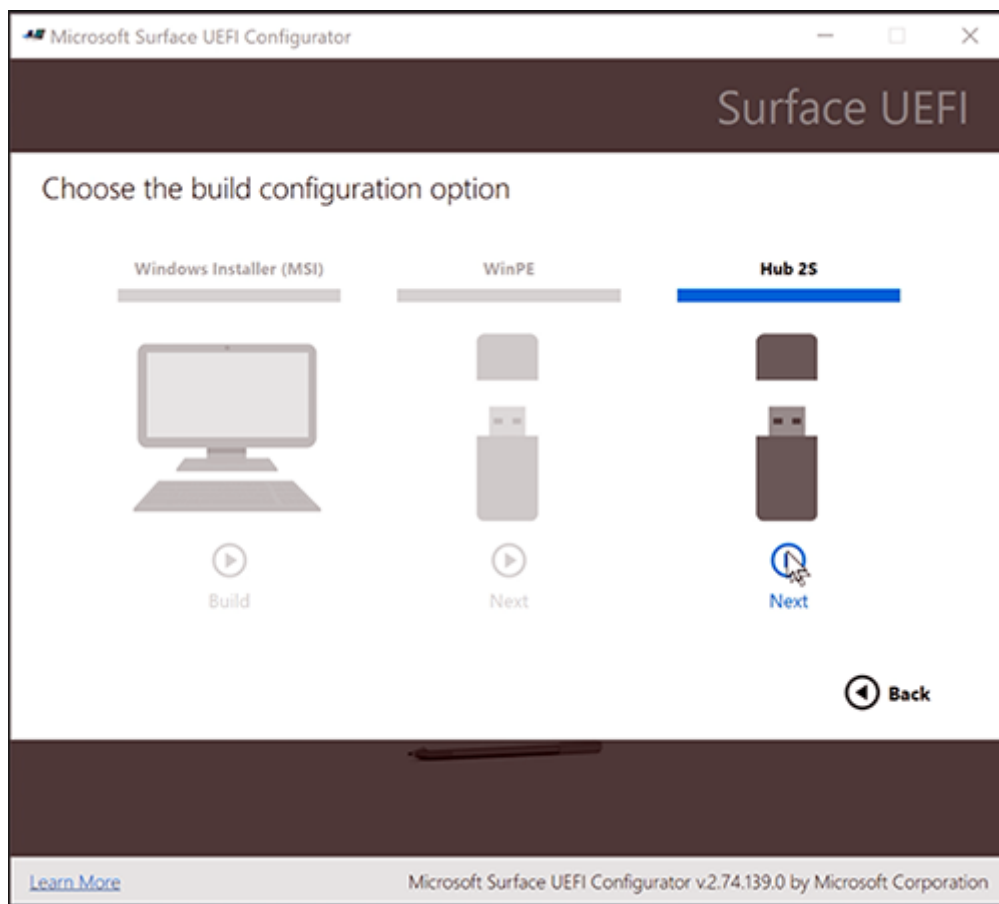 Microsoft Surface UEFI Configurator
Surface UEFI
Choose the build configuration option
Windows Installer (MSI)
WinPE
Hub 2S
Build
Next
Next
Back
Learn More
Microsoft Surface UEFI Configurator v.2.74.139.0 by Microsoft Corporation